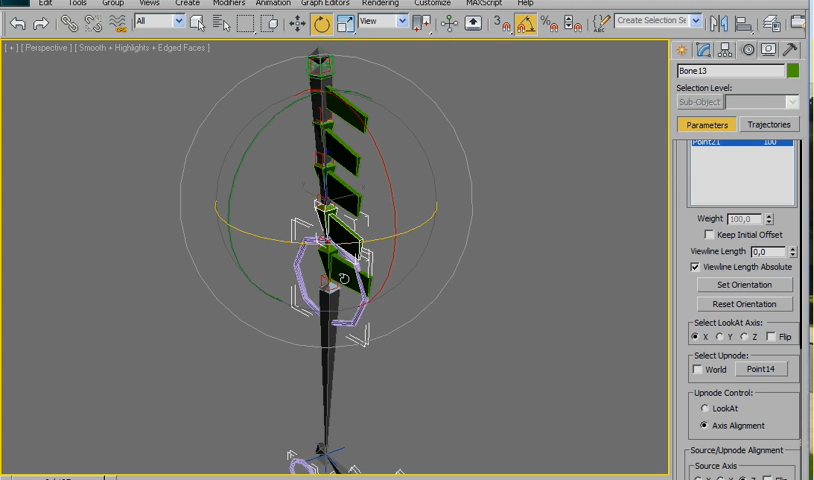 Edit Tools Group Views Create Modifiers Animation Graph Editors Rendering Customize MAXScript Help
All View 3 Create Selection Se
[ + ] [ Perspective ] [ Smooth + Highlights + Edged Faces ]
Bone13
Selection Level:
Sub-Object
Parameters Trajectories
Point21 100
Weight 100,0
Keep Initial Offset
Viewline Length 0,0
Viewline Length Absolute
Set Orientation
Reset Orientation
Select LookAt Axis:
X Y Z Flip
Select Upnode:
World Point14
Upnode Control:
LookAt
Axis Alignment
Source/Upnode Alignment
Source Axis